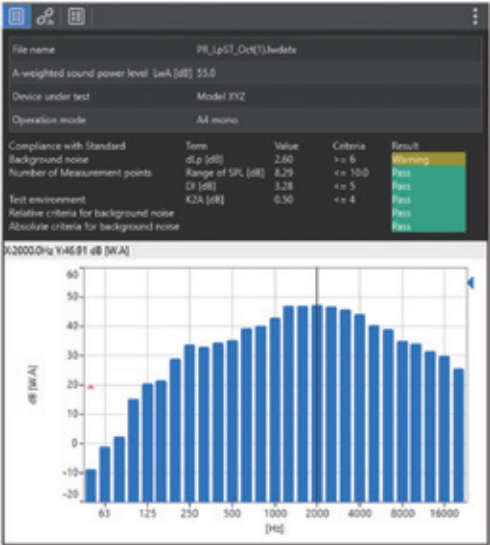 File name PR_LpST_Oct(1).lwdatx
A-weighted sound power level LwA [dB] 55.0
Device under test Model XYZ
Operation mode A4 mono
Compliance with Standard Term Value Criteria Result
Background noise dLp [dB] 2.60 >= 6 Warning
Number of Measurement points Range of SPL [dB] 8.29 <= 10.0 Pass
DI [dB] 3.28 <= 5 Pass
Test environment K2A [dB] 0.50 <= 4 Pass
Relative criteria for background noise Pass
Absolute criteria for background noise Pass
X:2000.0Hz Y:46.91 dB [W.A]
60
50
40
30
20
10
0
-10
-20
dB [W.A]
63 125 250 500 1000 2000 4000 8000 16000
[Hz]